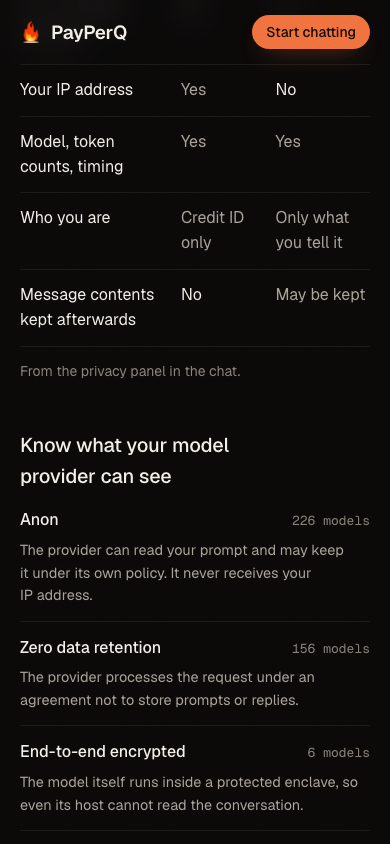 🔥 PayPerQ Start chatting
Your IP address Yes No
Model, token Yes Yes
counts, timing
Who you are Credit ID Only what
only you tell it
Message contents No May be kept
kept afterwards
From the privacy panel in the chat.
Know what your model
provider can see
Anon 226 models
The provider can read your prompt and may keep
it under its own policy. It never receives your
IP address.
Zero data retention 156 models
The provider processes the request under an
agreement not to store prompts or replies.
End-to-end encrypted 6 models
The model itself runs inside a protected enclave, so
even its host cannot read the conversation.